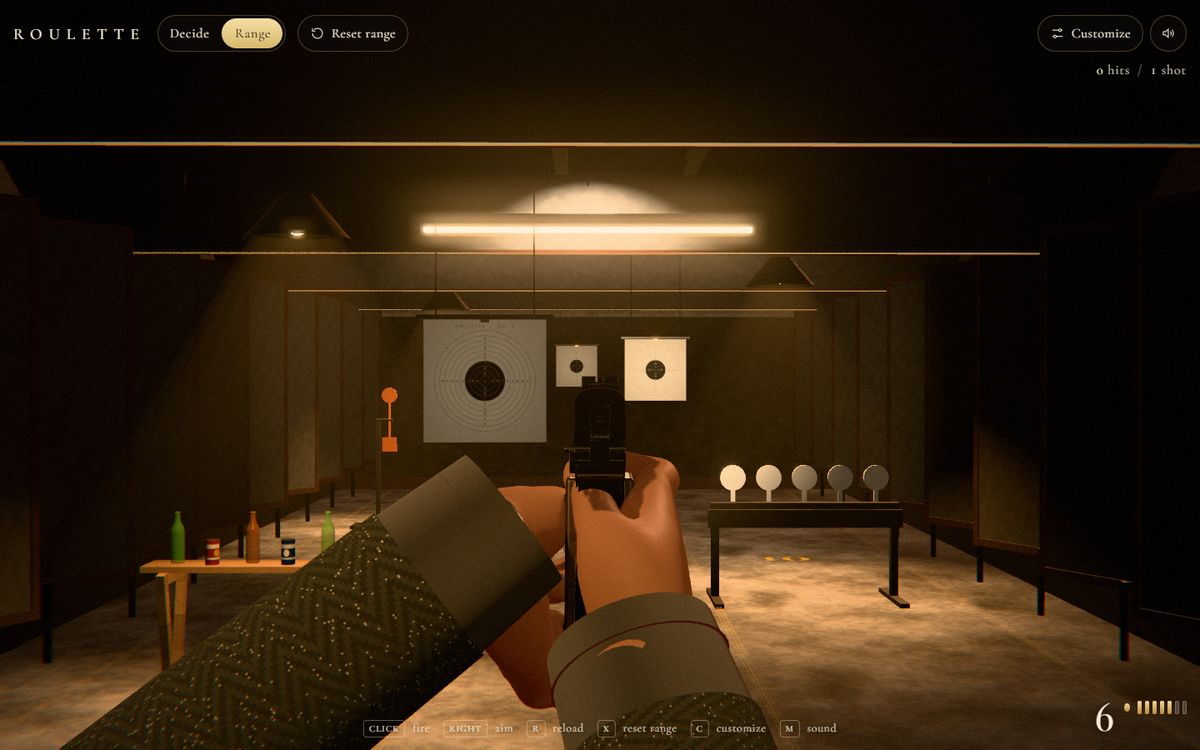 ROULETTE
Decide
Range
Reset range
Customize
0 hits / 1 shot
CLICK fire RIGHT aim R reload X reset range C customize M sound
6